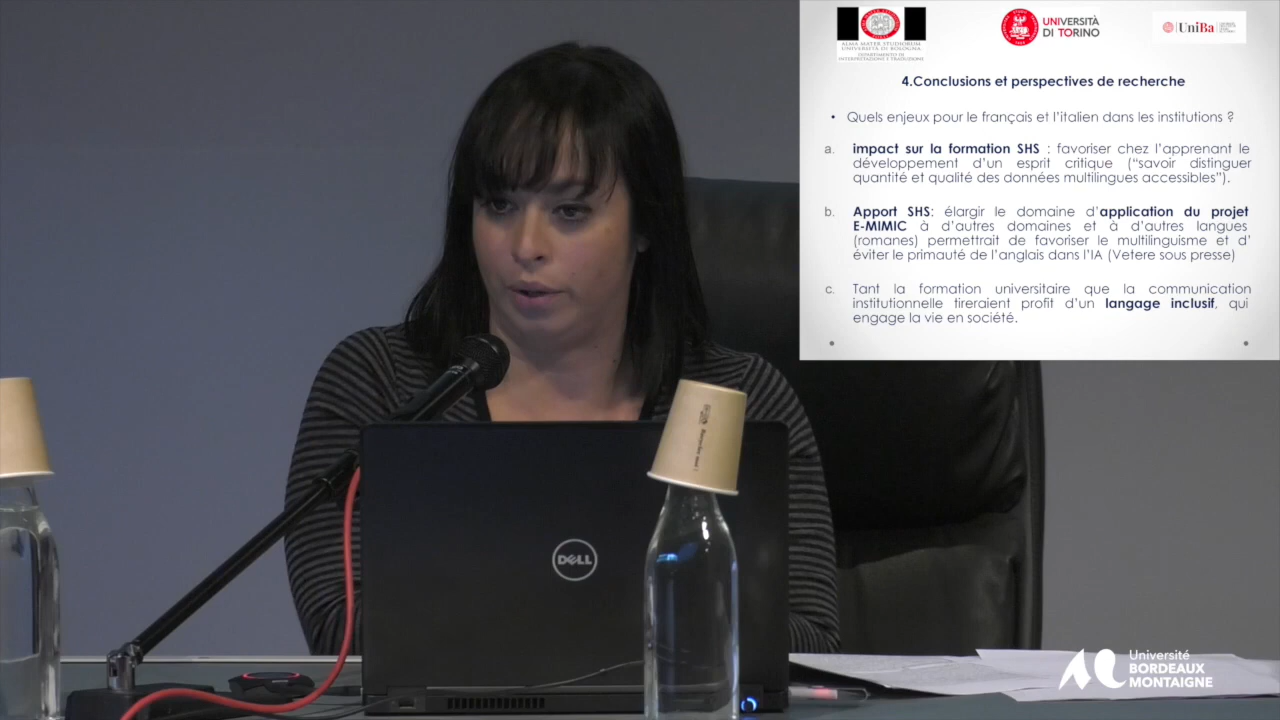 ALMA MATER STUDIORUM
UNIVERSITÀ DI BOLOGNA
DIPARTIMENTO DI
INTERPRETAZIONE E TRADUZIONE
UNIVERSITÀ
DI TORINO
UniBa
4.Conclusions et perspectives de recherche
• Quels enjeux pour le français et l'italien dans les institutions ?
a. impact sur la formation SHS : favoriser chez l'apprenant le
développement d'un esprit critique ("savoir distinguer
quantité et qualité des données multilingues accessibles").
b. Apport SHS: élargir le domaine d'application du projet
E-MIMIC à d'autres domaines et à d'autres langues
(romanes) permettrait de favoriser le multilinguisme et d'
éviter le primauté de l'anglais dans l'IA (Vetere sous presse)
c. Tant la formation universitaire que la communication
institutionnelle tireraient profit d'un langage inclusif, qui
engage la vie en société.
DELL
Université
BORDEAUX
MONTAIGNE